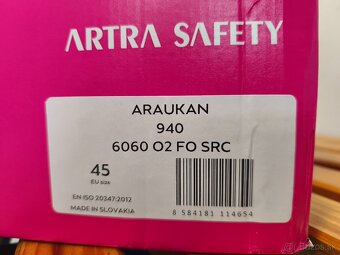 ARTRA SAFETY
ARAUKAN
940
6060 O2 FO SRC
45
EU size
EN ISO 20347:2012
MADE IN SLOVAKIA
8 584181 114654